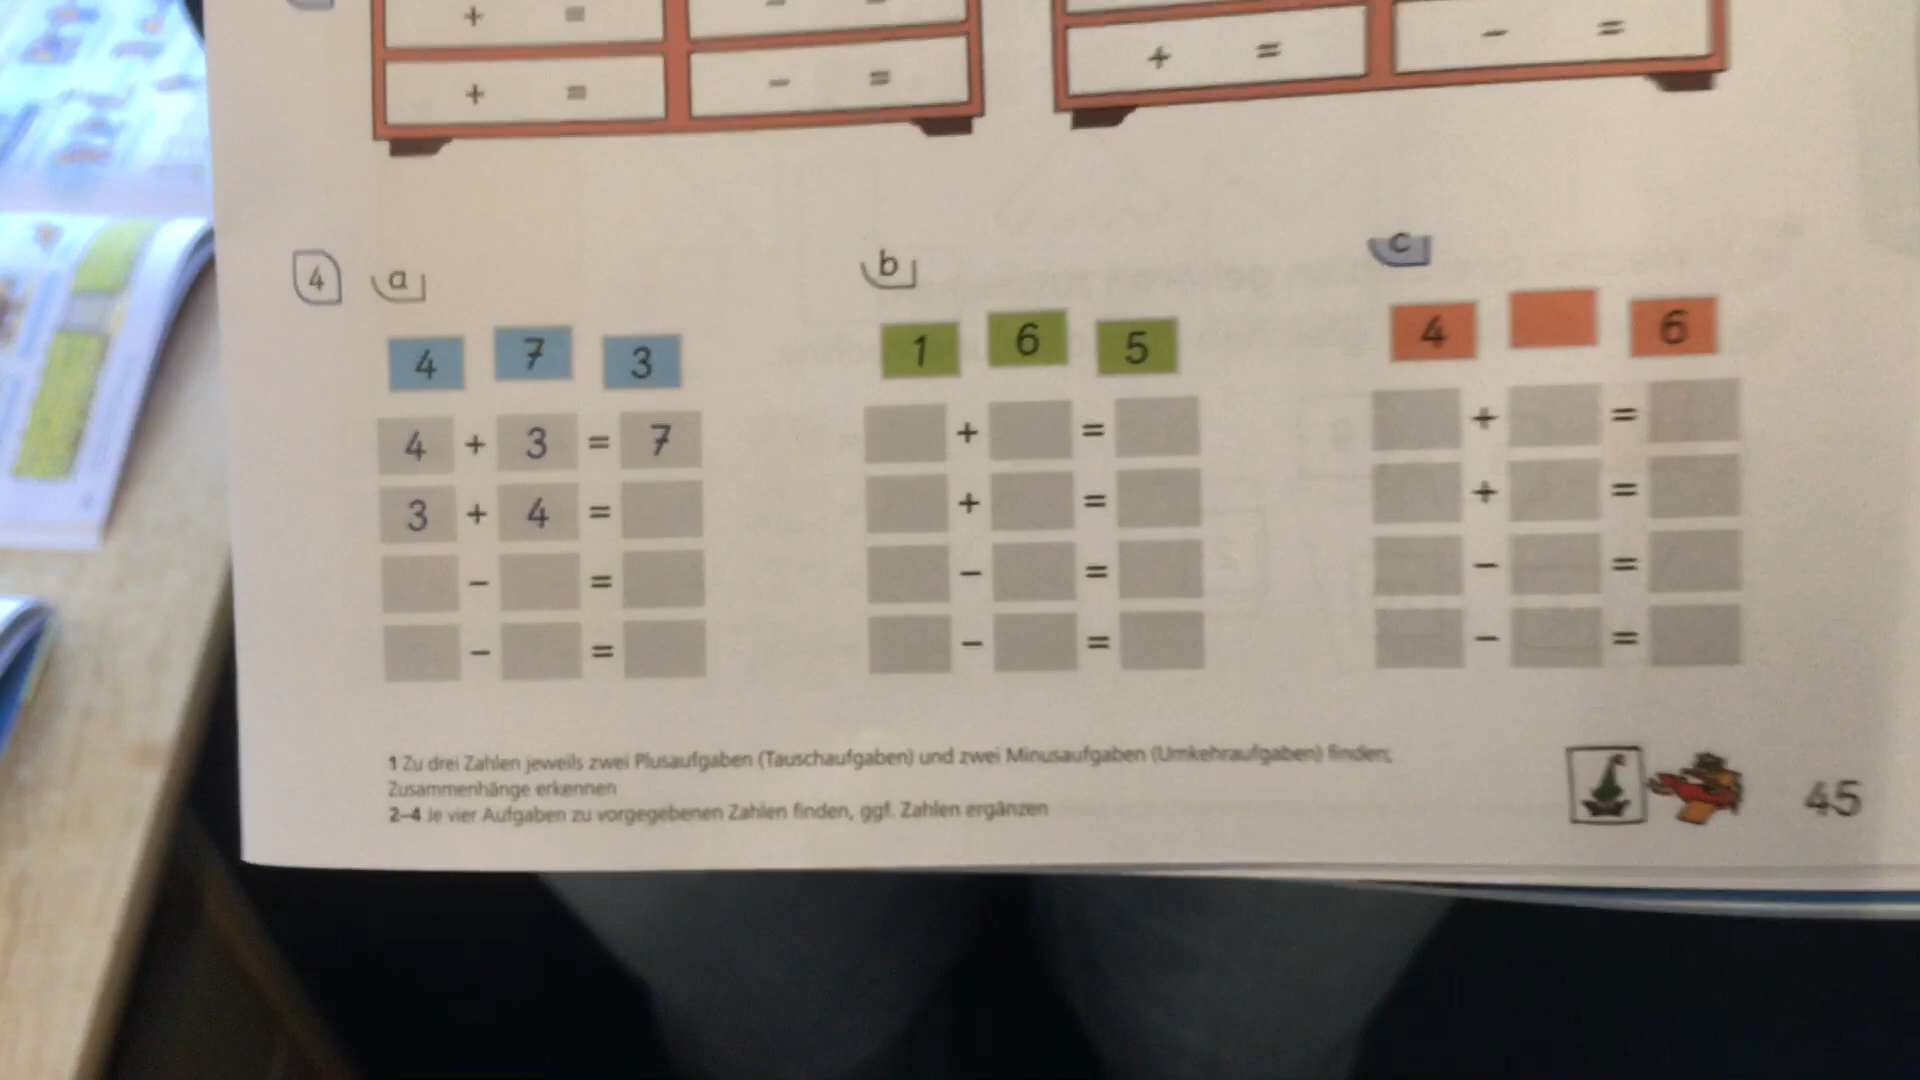 + = - =
+ = - =
+ = - =
4 a b c
4 7 3
1 6 5
4 6
4 + 3 = 7
3 + 4 =
- =
- =
+ =
+ =
- =
- =
+ =
+ =
- =
- =
1 Zu drei Zahlen jeweils zwei Plusaufgaben (Tauschaufgaben) und zwei Minusaufgaben (Umkehraufgaben) finden;
Zusammenhänge erkennen
2–4 Je vier Aufgaben zu vorgegebenen Zahlen finden, ggf. Zahlen ergänzen
45